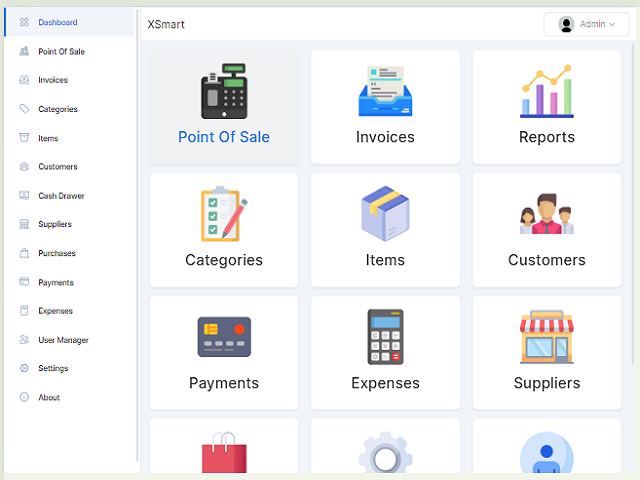 Dashboard
Point Of Sale
Invoices
Categories
Items
Customers
Cash Drawer
Suppliers
Purchases
Payments
Expenses
User Manager
Settings
About
XSmart
Admin
Point Of Sale
Invoices
Reports
Categories
Items
Customers
Payments
Expenses
Suppliers